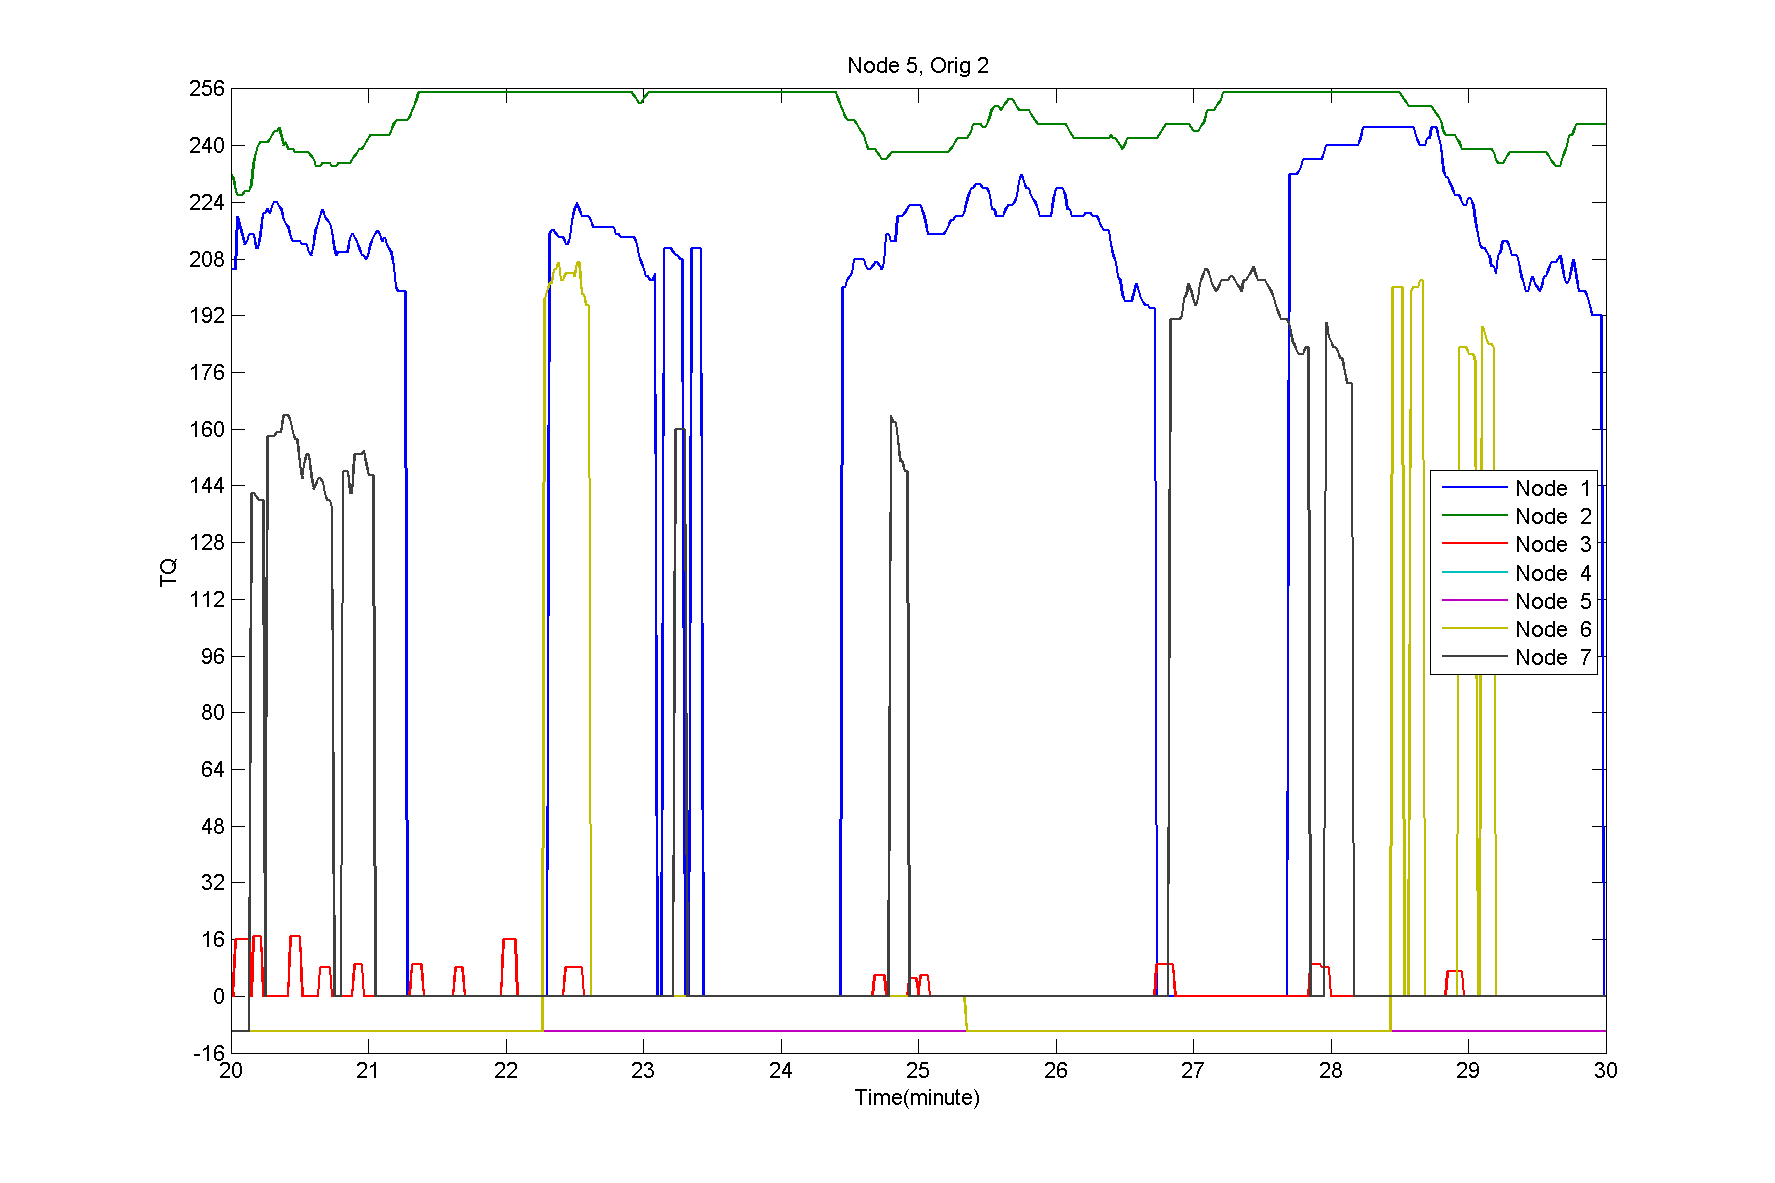 Node 5, Orig 2
256
240
224
208
192
176
160
144
128
112
96
80
64
48
32
16
0
-16
TQ
Node 1
Node 2
Node 3
Node 4
Node 5
Node 6
Node 7
20 21 22 23 24 25 26 27 28 29 30
Time(minute)